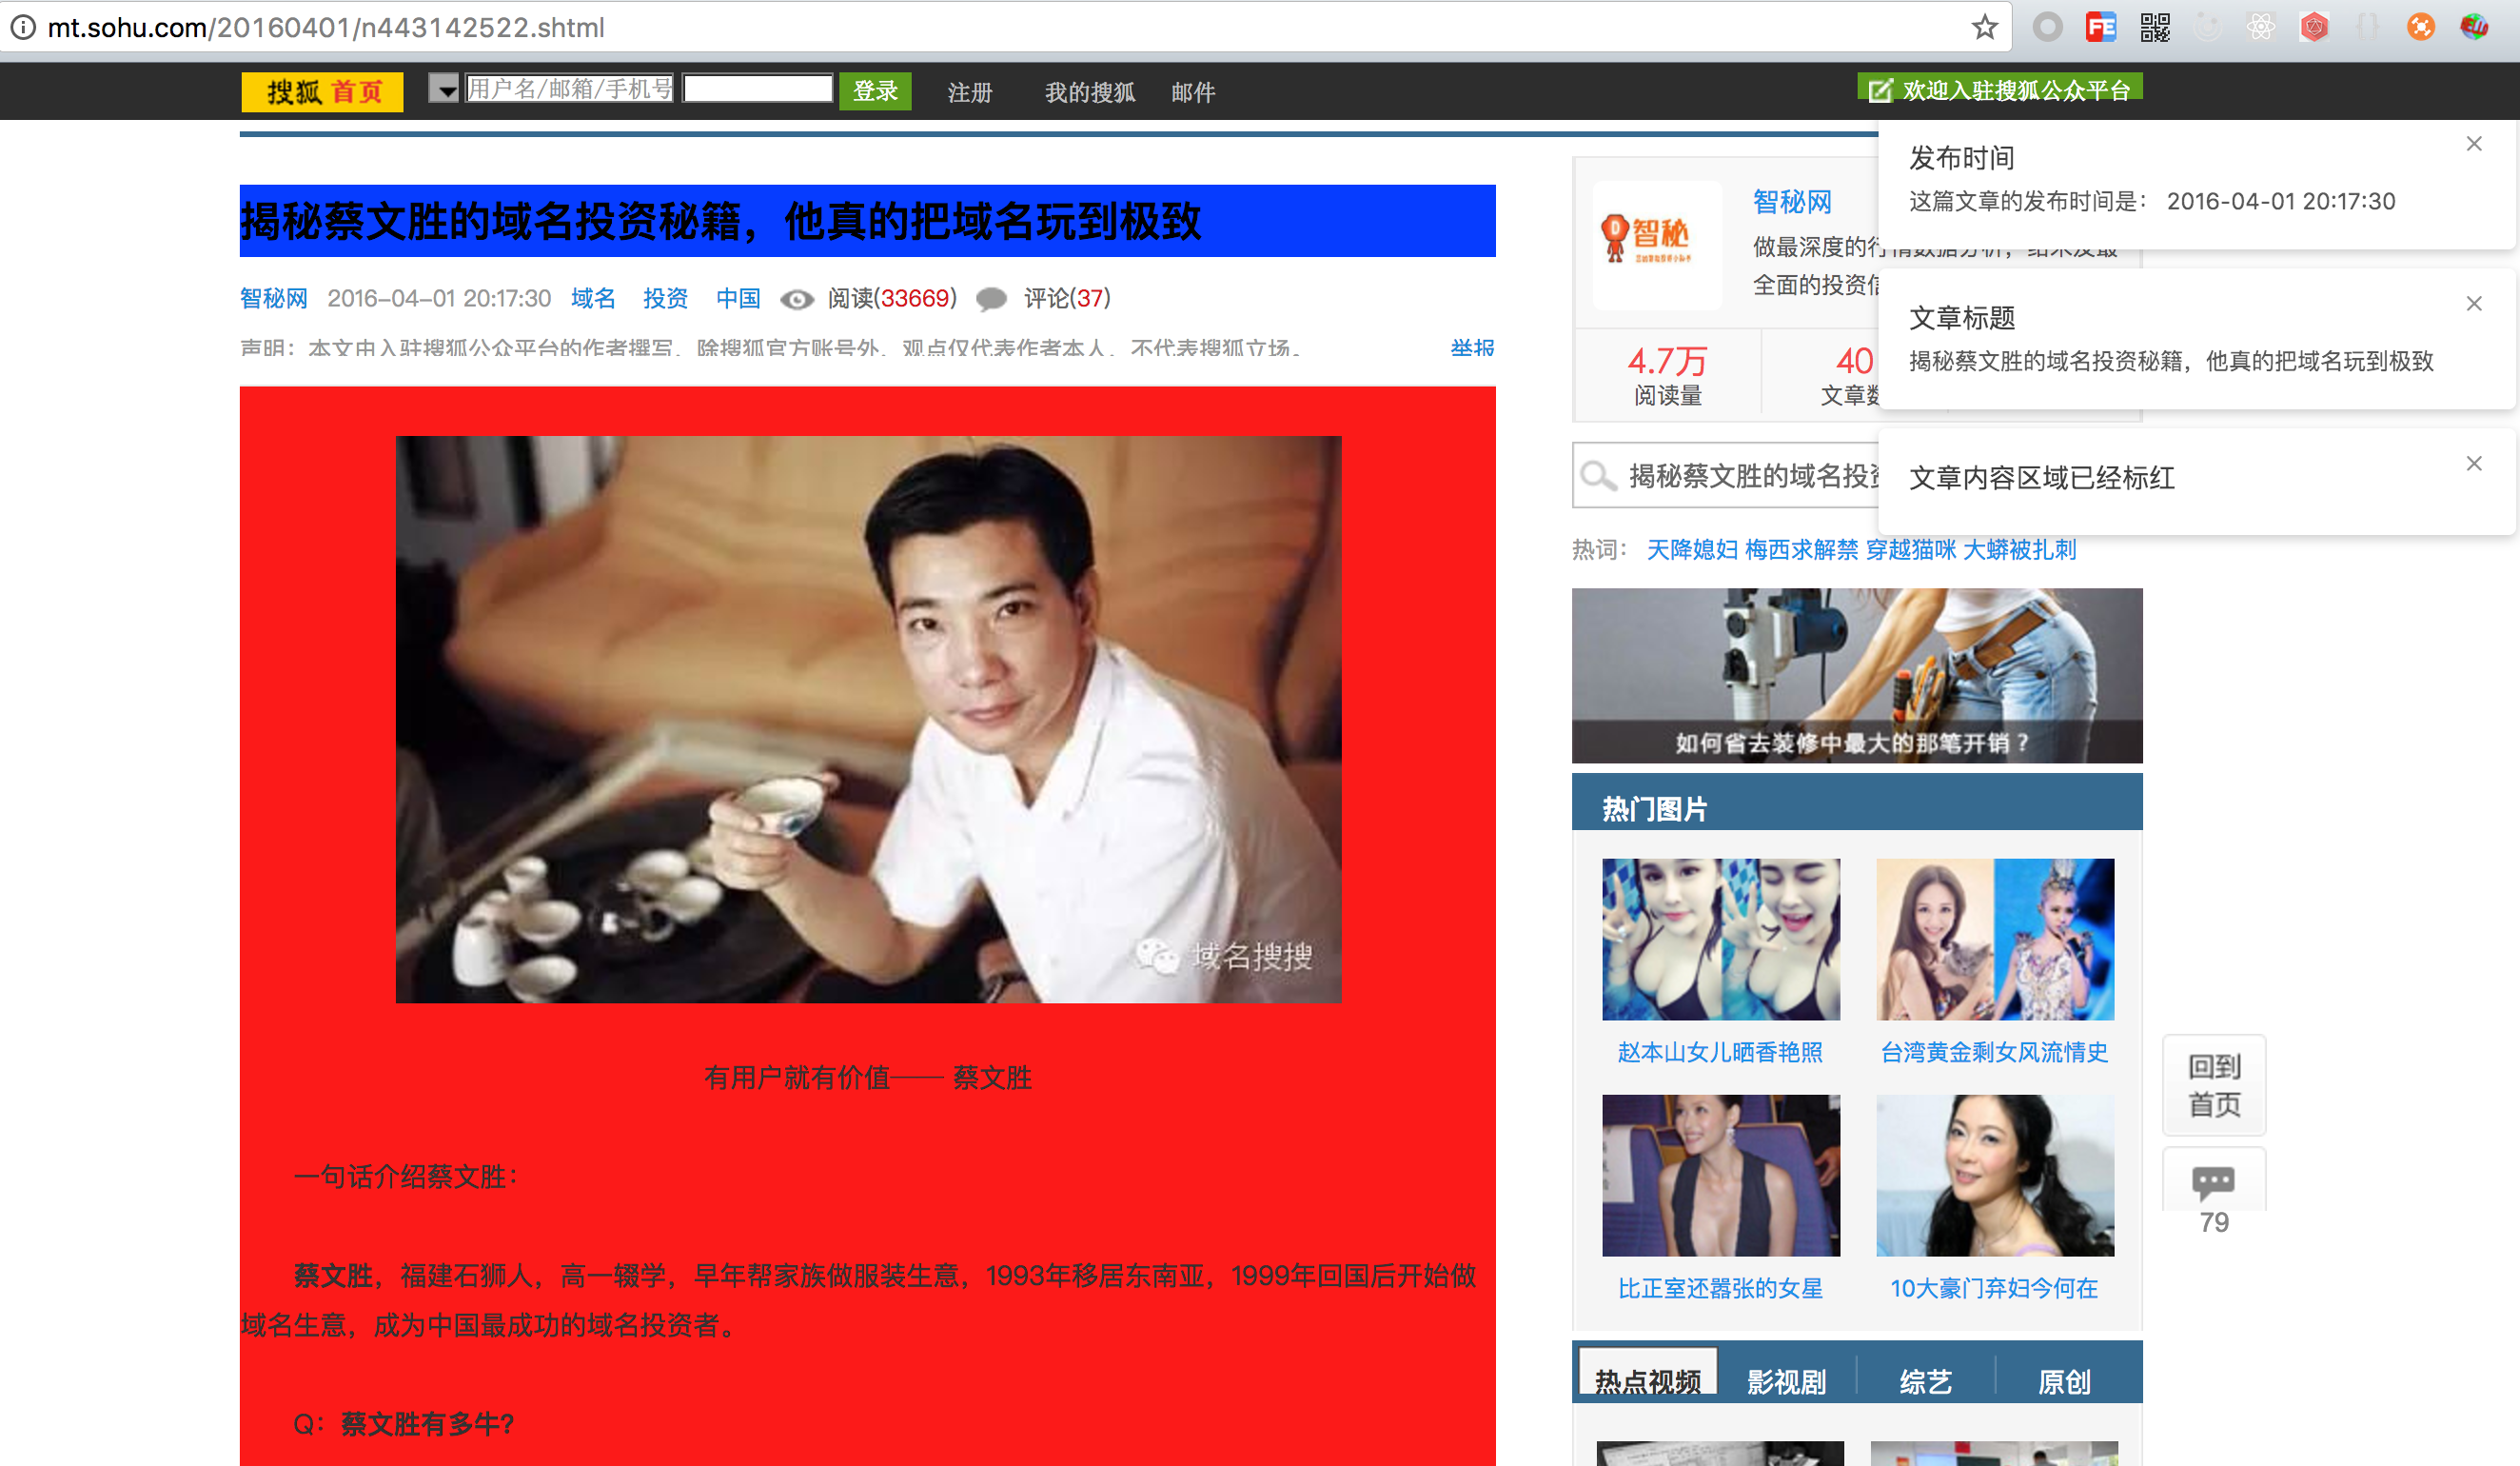 mt.sohu.com/20160401/n443142522.shtml
搜狐 首页
用户名/邮箱/手机号
登录
注册
我的搜狐
邮件
欢迎入驻搜狐公众平台
揭秘蔡文胜的域名投资秘籍，他真的把域名玩到极致
智秘网 2016-04-01 20:17:30 域名 投资 中国 阅读(33669) 评论(37)
声明：本文由入驻搜狐公众平台的作者撰写，除搜狐官方账号外，观点仅代表作者本人，不代表搜狐立场。 举报
域名搜搜
有用户就有价值—— 蔡文胜
一句话介绍蔡文胜：
蔡文胜，福建石狮人，高一辍学，早年帮家族做服装生意，1993年移居东南亚，1999年回国后开始做
域名生意，成为中国最成功的域名投资者。
Q：蔡文胜有多牛?
智秘
智秘网
做最深度的行情数据分析，结果及最
全面的投资信
4.7万
阅读量
40
文章数
揭秘蔡文胜的域名投资
热词： 天降媳妇 梅西求解禁 穿越猫咪 大蟒被扎刺
发布时间
这篇文章的发布时间是： 2016-04-01 20:17:30
文章标题
揭秘蔡文胜的域名投资秘籍，他真的把域名玩到极致
文章内容区域已经标红
如何省去装修中最大的那笔开销？
热门图片
赵本山女儿晒香艳照
台湾黄金剩女风流情史
比正室还嚣张的女星
10大豪门弃妇今何在
热点视频
影视剧
综艺
原创
回到
首页
79
FE